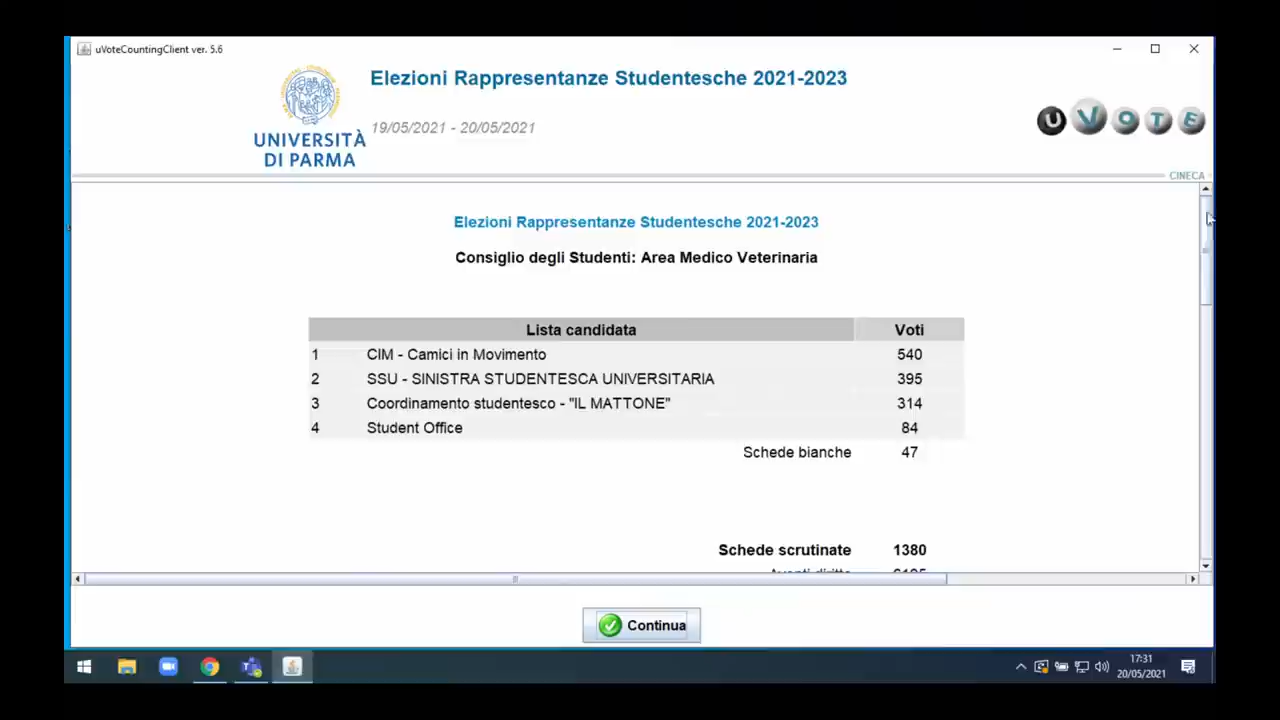 uVoteCountingClient ver. 5.6
Elezioni Rappresentanze Studentesche 2021-2023
19/05/2021 - 20/05/2021
UNIVERSITÀ
DI PARMA
U V O T E
CINECA
Elezioni Rappresentanze Studentesche 2021-2023
Consiglio degli Studenti: Area Medico Veterinaria
Lista candidata Voti
1 CIM - Camici in Movimento 540
2 SSU - SINISTRA STUDENTESCA UNIVERSITARIA 395
3 Coordinamento studentesco - "IL MATTONE" 314
4 Student Office 84
Schede bianche 47
Schede scrutinate 1380
Aventi diritto
Continua
17:31
20/05/2021